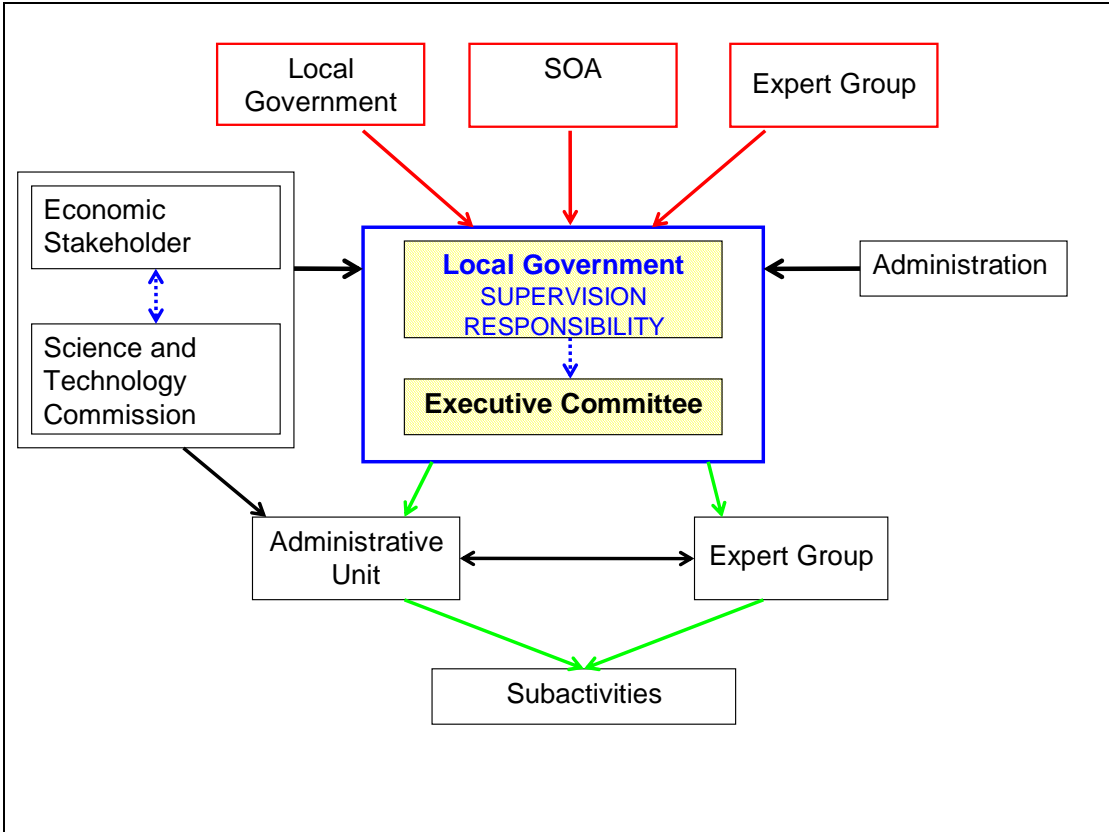 Local
Government
SOA
Expert Group
Economic
Stakeholder
Science and
Technology
Commission
Local Government
SUPERVISION
RESPONSIBILITY
Executive Committee
Administration
Administrative
Unit
Expert Group
Subactivities